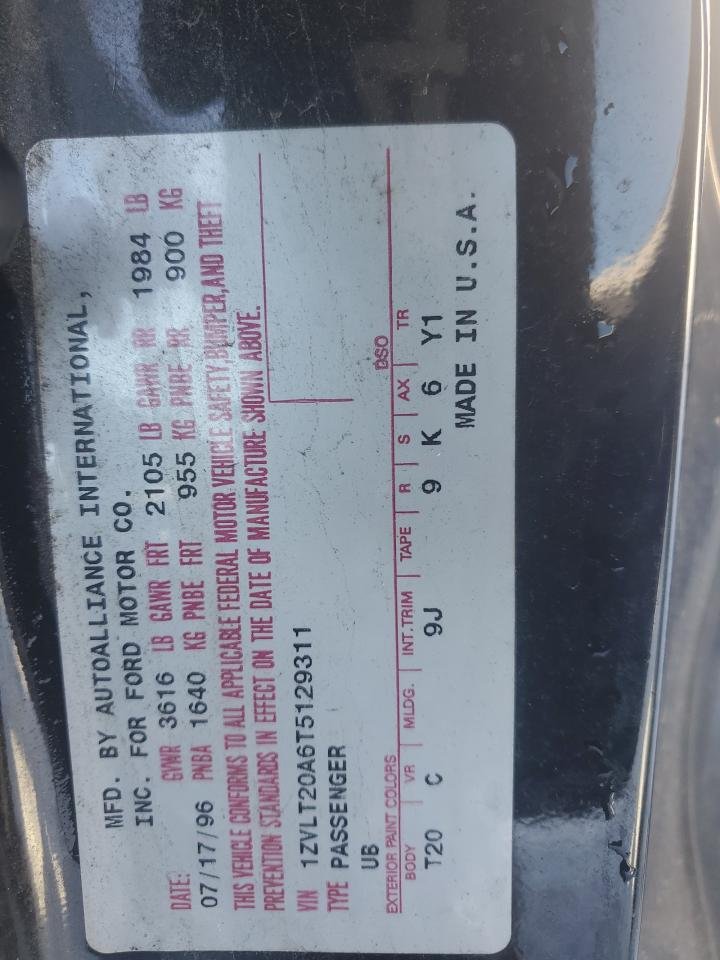 MFD. BY AUTOALLIANCE INTERNATIONAL,
INC. FOR FORD MOTOR CO.
DATE: GVWR 3616 LB GAWR FRT 2105 LB GAWR RR 1984 LB
07/17/96 PNBA 1640 KG PNBE FRT 955 KG PNBE RR 900 KG
THIS VEHICLE CONFORMS TO ALL APPLICABLE FEDERAL MOTOR VEHICLE SAFETY, BUMPER, AND THEFT
PREVENTION STANDARDS IN EFFECT ON THE DATE OF MANUFACTURE SHOWN ABOVE.
VIN 1ZVLT20A6T5129311
TYPE PASSENGER
UB
EXTERIOR PAINT COLORS DSO
BODY VR MLDG. INT. TRIM TAPE R S AX TR
T20 C 9J 9 K 6 Y1
MADE IN U.S.A.